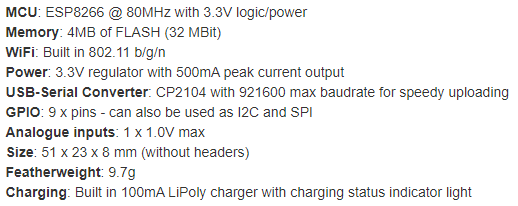 MCU: ESP8266 @ 80MHz with 3.3V logic/power
Memory: 4MB of FLASH (32 MBit)
WiFi: Built in 802.11 b/g/n
Power: 3.3V regulator with 500mA peak current output
USB-Serial Converter: CP2104 with 921600 max baudrate for speedy uploading
GPIO: 9 x pins - can also be used as I2C and SPI
Analogue inputs: 1 x 1.0V max
Size: 51 x 23 x 8 mm (without headers)
Featherweight: 9.7g
Charging: Built in 100mA LiPoly charger with charging status indicator light